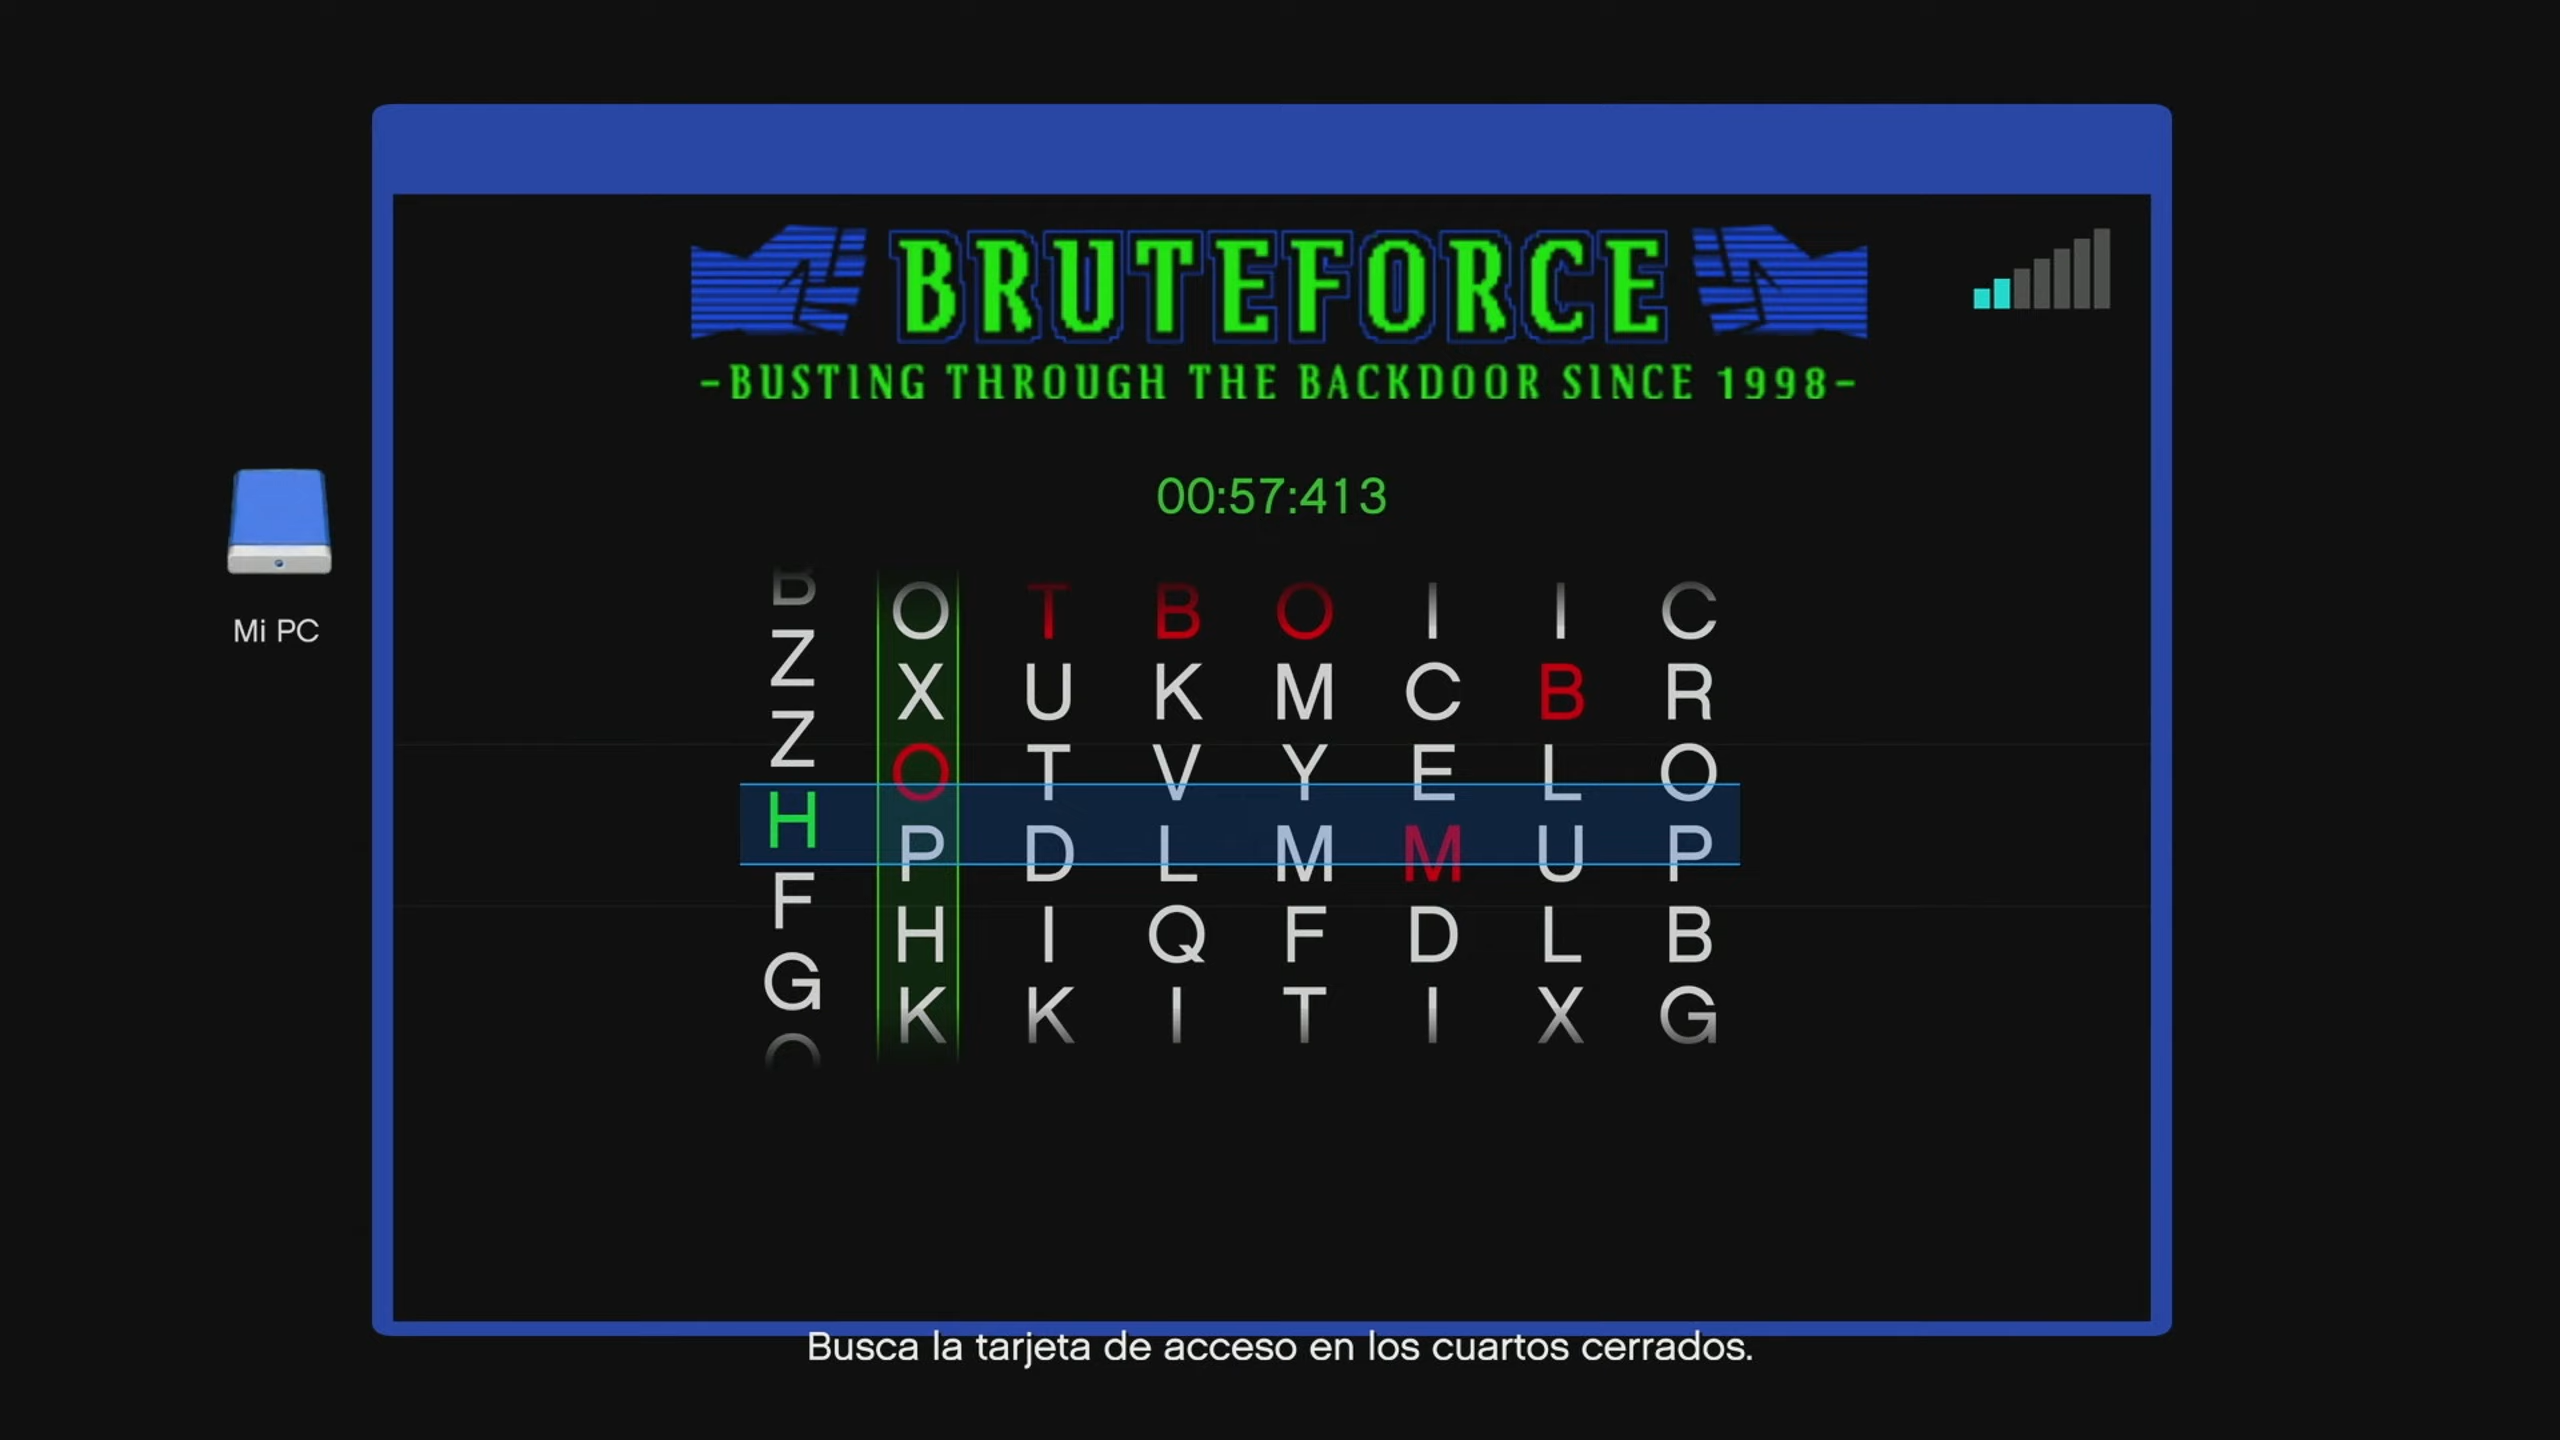 BRUTEFORCE
-BUSTING THROUGH THE BACKDOOR SINCE 1998-
00:57:413
Mi PC
B O T B O I I C
Z X U K M C B R
Z O T V Y E L O
H P D L M M U P
F H I Q F D L B
G K K I T I X G
Busca la tarjeta de acceso en los cuartos cerrados.